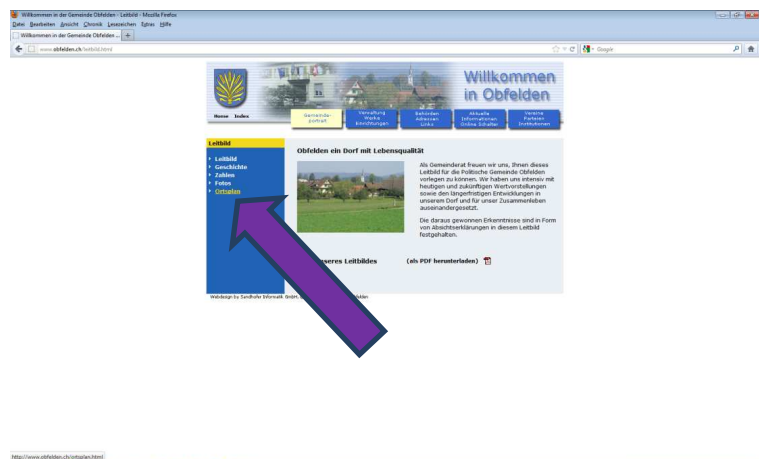 Willkommen in der Gemeinde Obfelden - Leitbild - Mozilla Firefox
Datei Bearbeiten Ansicht Chronik Lesezeichen Extras Hilfe
Willkommen in der Gemeinde Obfelden ... +
www.obfelden.ch/leitbild.html
Google
Willkommen
in Obfelden
Home Index
Gemeinde-
portrait
Verwaltung
Werke
Einrichtungen
Behörden
Adressen
Links
Aktuelle
Informationen
Online Schalter
Vereine
Parteien
Institutionen
Leitbild
Leitbild
Geschichte
Zahlen
Fotos
Ortsplan
Obfelden ein Dorf mit Lebensqualität
Als Gemeinderat freuen wir uns, Ihnen dieses
Leitbild für die Politische Gemeinde Obfelden
vorlegen zu können. Wir haben uns intensiv mit
heutigen und zukünftigen Wertvorstellungen
sowie den längerfristigen Entwicklungen in
unserem Dorf und für unser Zusammenleben
auseinandergesetzt.
Die daraus gewonnen Erkenntnisse sind in Form
von Absichtserklärungen in diesem Leitbild
festgehalten.
unseres Leitbildes (als PDF herunterladen)
Webdesign by Sandhofer Informatik GmbH,
http://www.obfelden.ch/ortsplan.html